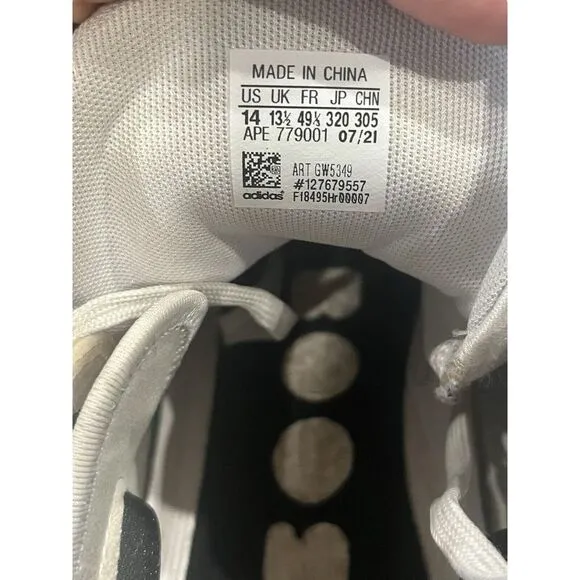 MADE IN CHINA
US UK FR JP CHN
14 13½ 49⅓ 320 305
APE 779001 07/21
ART GW5349
#127679557
adidas F18495Hr00007